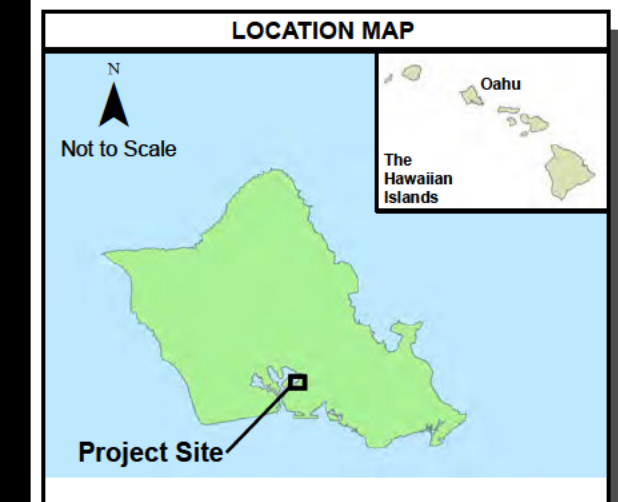 LOCATION MAP
N
Not to Scale
Oahu
The
Hawaiian
Islands
Project Site